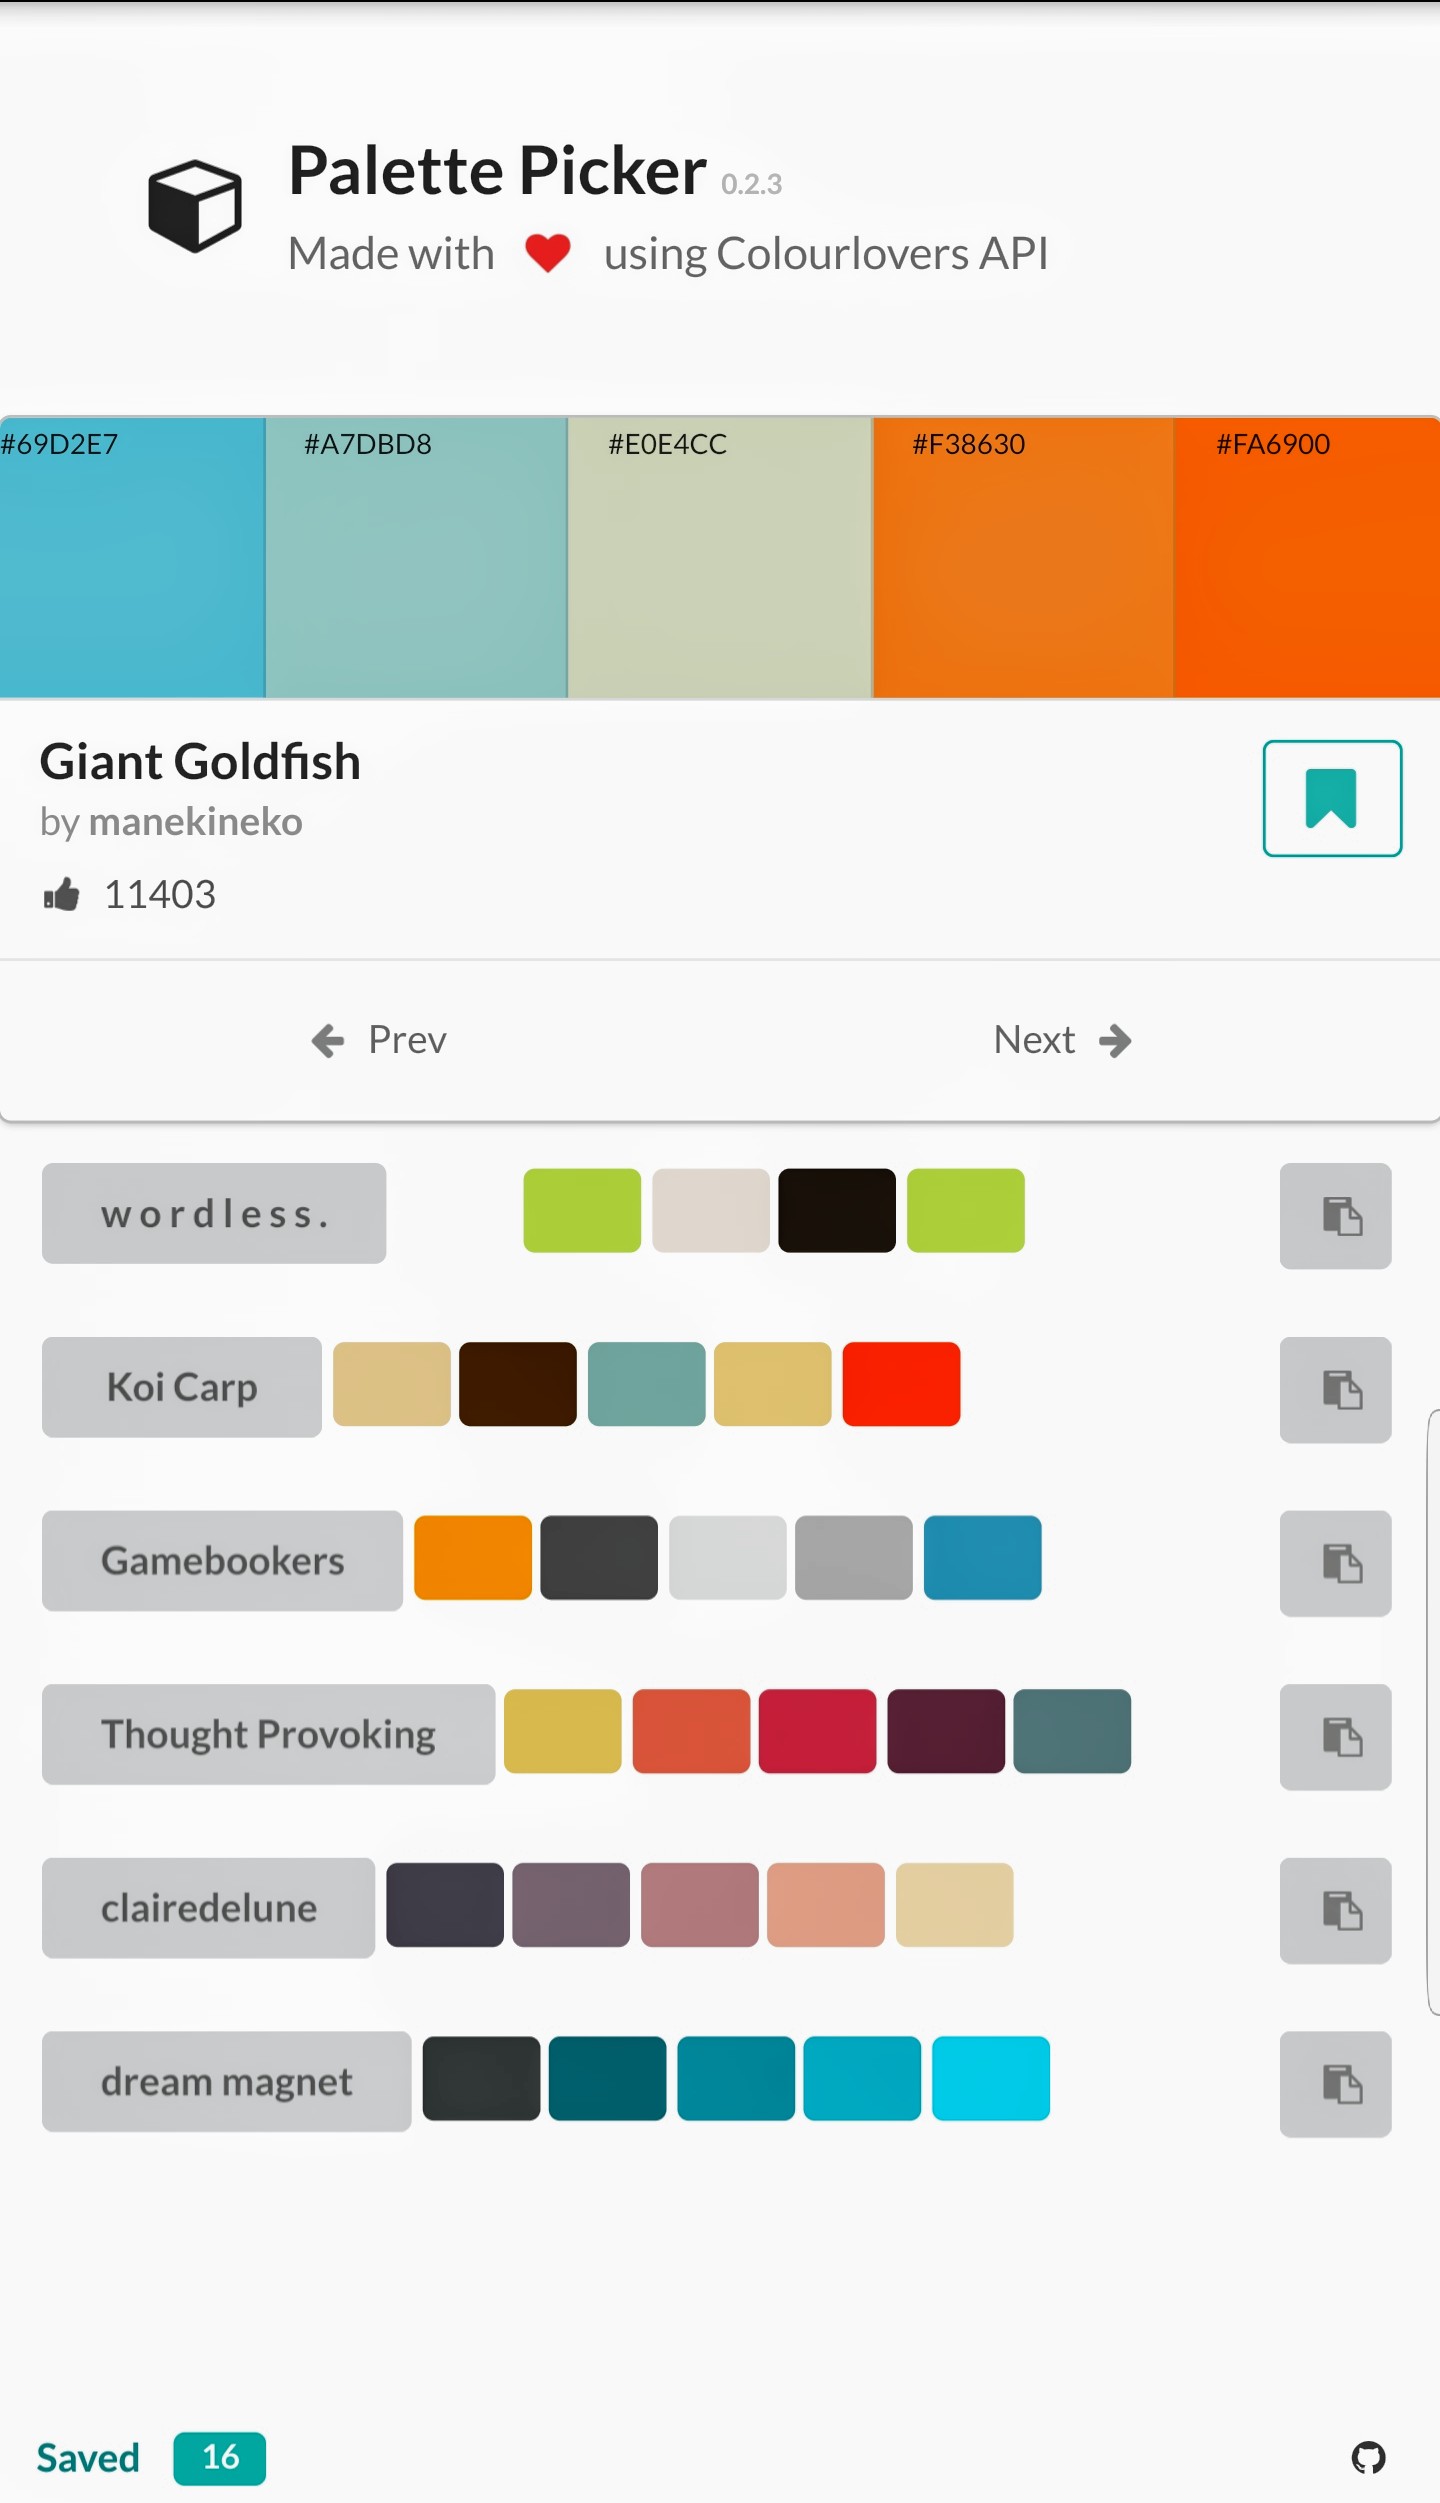 Palette Picker 0.2.3
Made with using Colourlovers API
#69D2E7 #A7DBD8 #E0E4CC #F38630 #FA6900
Giant Goldfish
by manekineko
11403
Prev Next
w o r d l e s s .
Koi Carp
Gamebookers
Thought Provoking
clairedelune
dream magnet
Saved 16